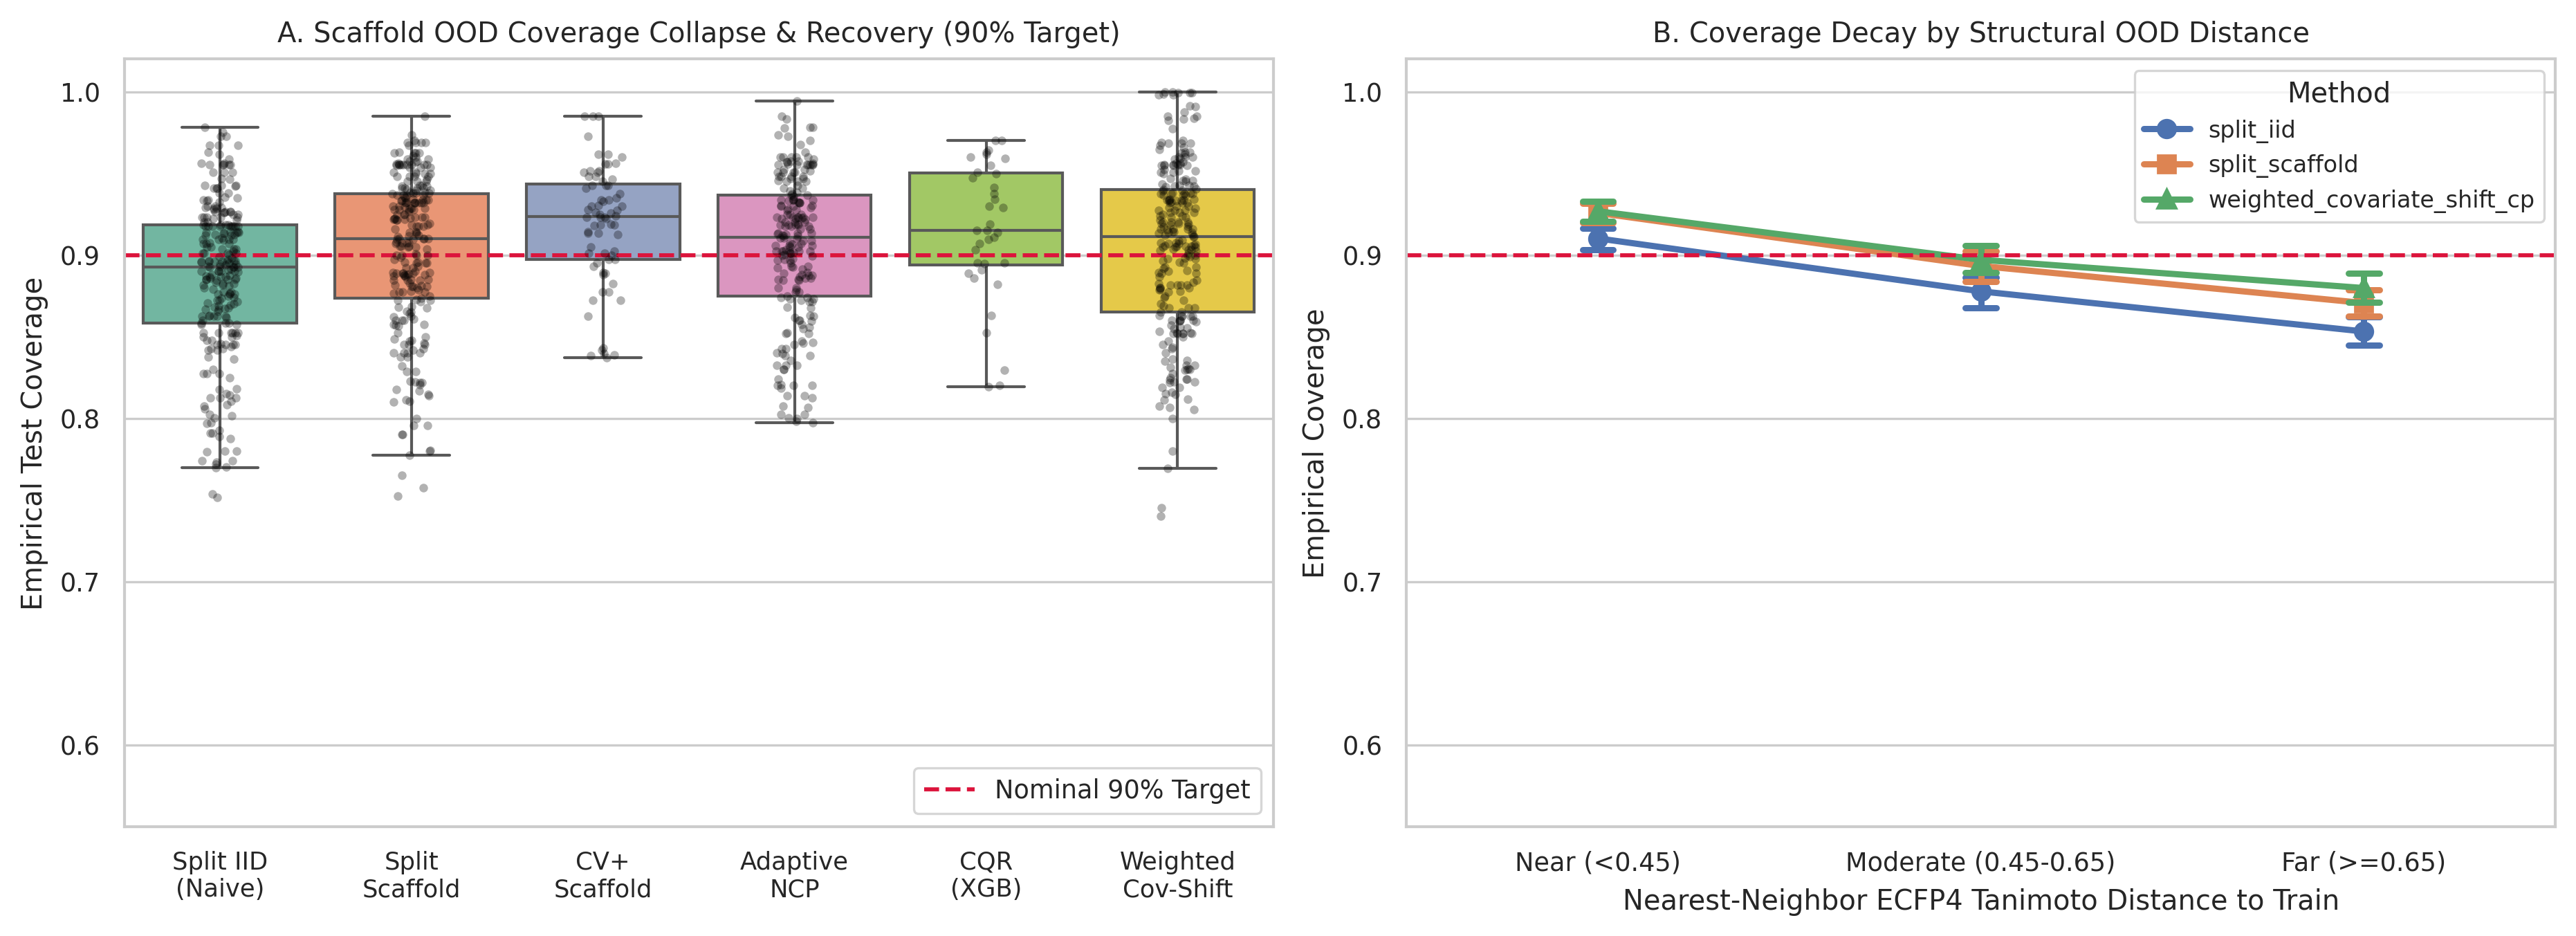 A. Scaffold OOD Coverage Collapse & Recovery (90% Target)
Empirical Test Coverage
1.0
0.9
0.8
0.7
0.6
Nominal 90% Target
Split IID
(Naive)
Split
Scaffold
CV+
Scaffold
Adaptive
NCP
CQR
(XGB)
Weighted
Cov-Shift
B. Coverage Decay by Structural OOD Distance
Empirical Coverage
1.0
0.9
0.8
0.7
0.6
Method
split_iid
split_scaffold
weighted_covariate_shift_cp
Near (<0.45)
Moderate (0.45-0.65)
Far (>=0.65)
Nearest-Neighbor ECFP4 Tanimoto Distance to Train